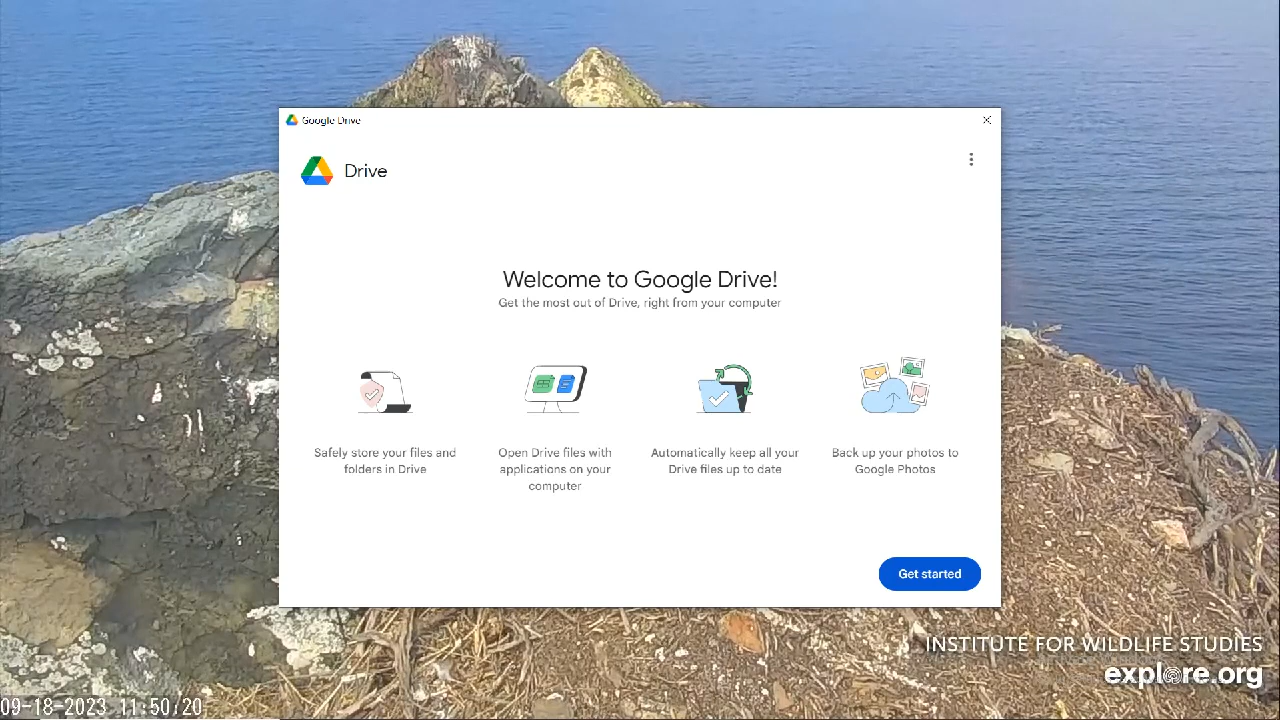 Google Drive
Drive
Welcome to Google Drive!
Get the most out of Drive, right from your computer
Safely store your files and
folders in Drive
Open Drive files with
applications on your
computer
Automatically keep all your
Drive files up to date
Back up your photos to
Google Photos
Get started
INSTITUTE FOR WILDLIFE STUDIES
explore.org
09-18-2023 11:50:20